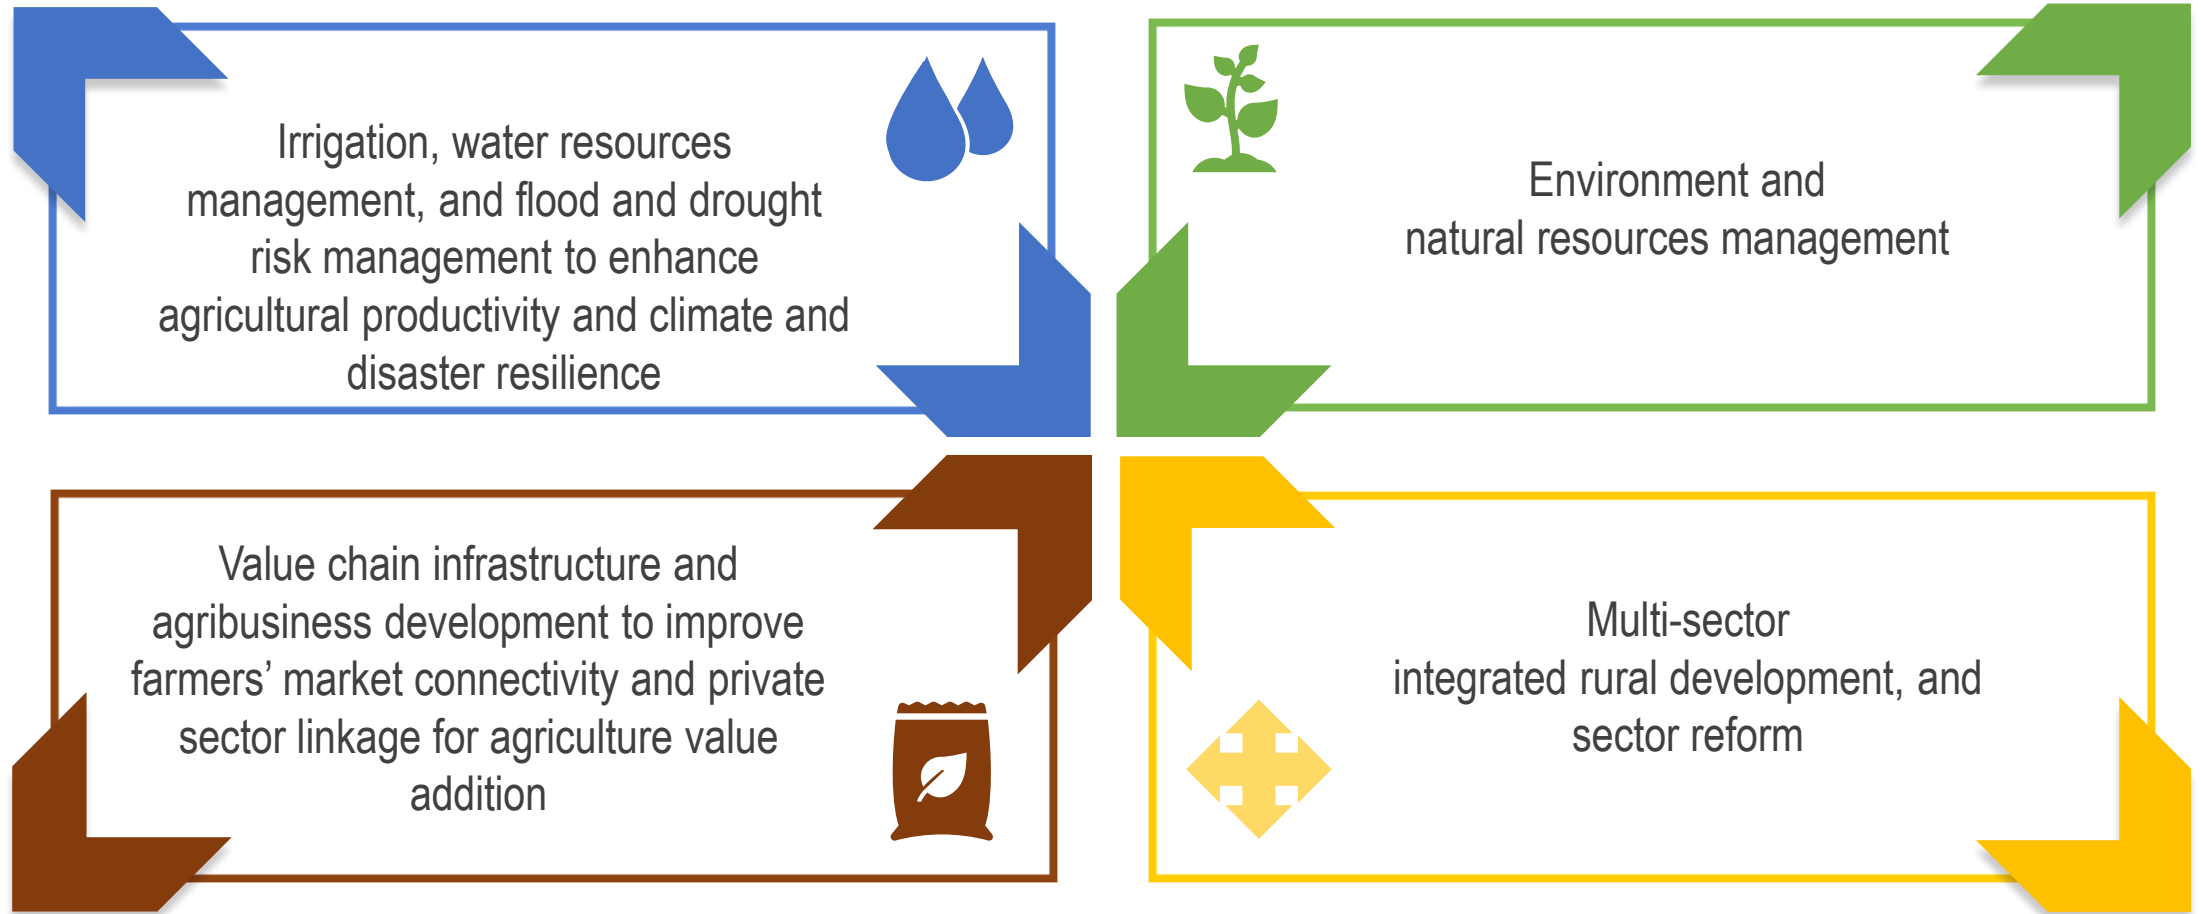 Irrigation, water resources
management, and flood and drought
risk management to enhance
agricultural productivity and climate and
disaster resilience
Environment and
natural resources management
Value chain infrastructure and
agribusiness development to improve
farmers’ market connectivity and private
sector linkage for agriculture value
addition
Multi-sector
integrated rural development, and
sector reform